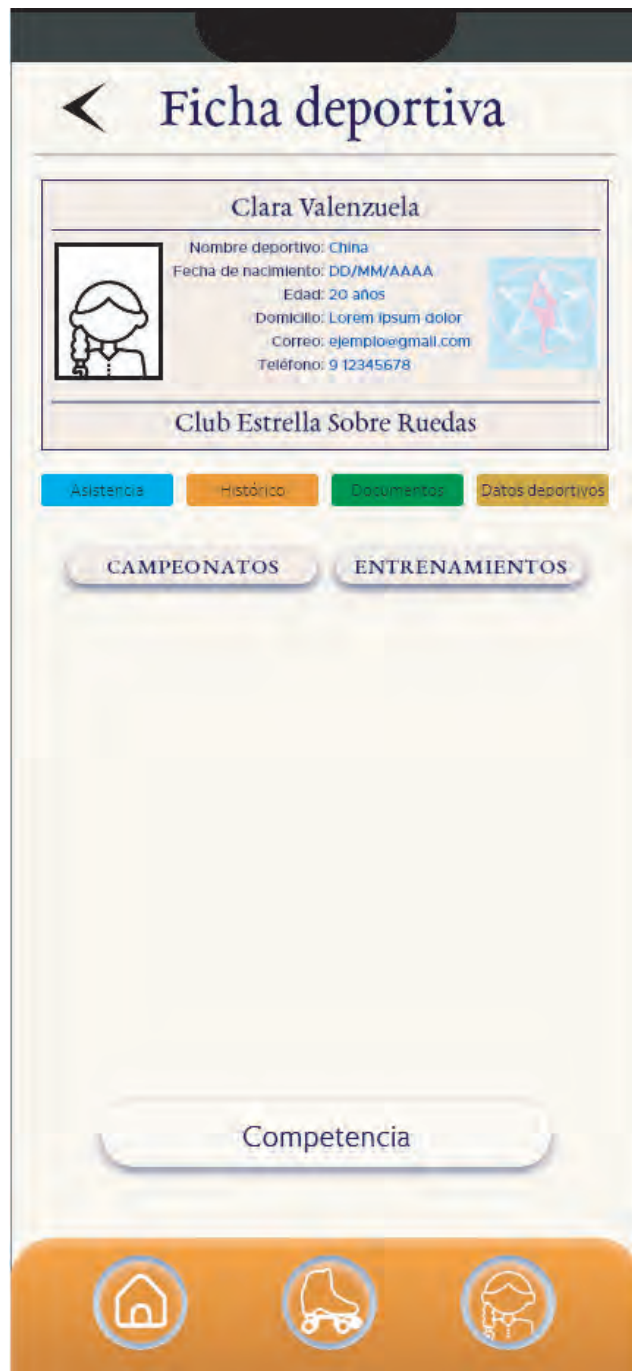 Ficha deportiva
Clara Valenzuela
Nombre deportivo: China
Fecha de nacimiento: DD/MM/AAAA
Edad: 20 años
Domicilio: Lorem ipsum dolor
Correo: ejemplo@gmail.com
Teléfono: 9 12345678
Club Estrella Sobre Ruedas
Asistencia Histórico Documentos Datos deportivos
CAMPEONATOS ENTRENAMIENTOS
Competencia